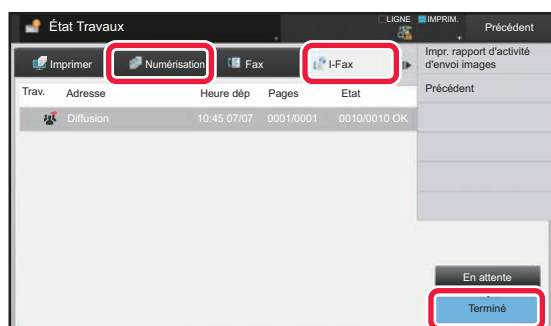 État Travaux
LIGNE IMPRIM. Précédent
Imprimer Numérisation Fax I-Fax
Impr. rapport d'activité
d'envoi images
Trav. Adresse Heure dép Pages Etat
Précédent
Diffusion 10:45 07/07 0001/0001 0010/0010 OK
En attente
Terminé